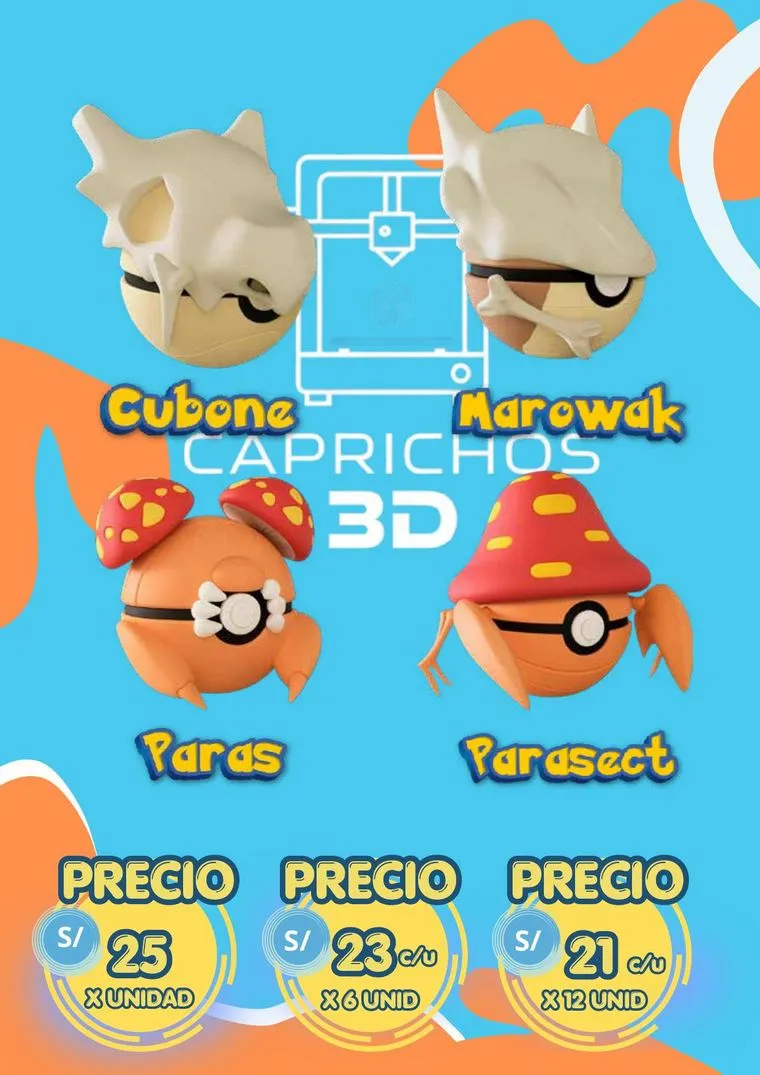 Cubone
Marowak
CAPRICHOS
3D
Paras
Parasect
PRECIO
S/ 25
X UNIDAD
PRECIO
S/ 23 c/u
X 6 UNID
PRECIO
S/ 21 c/u
X 12 UNID